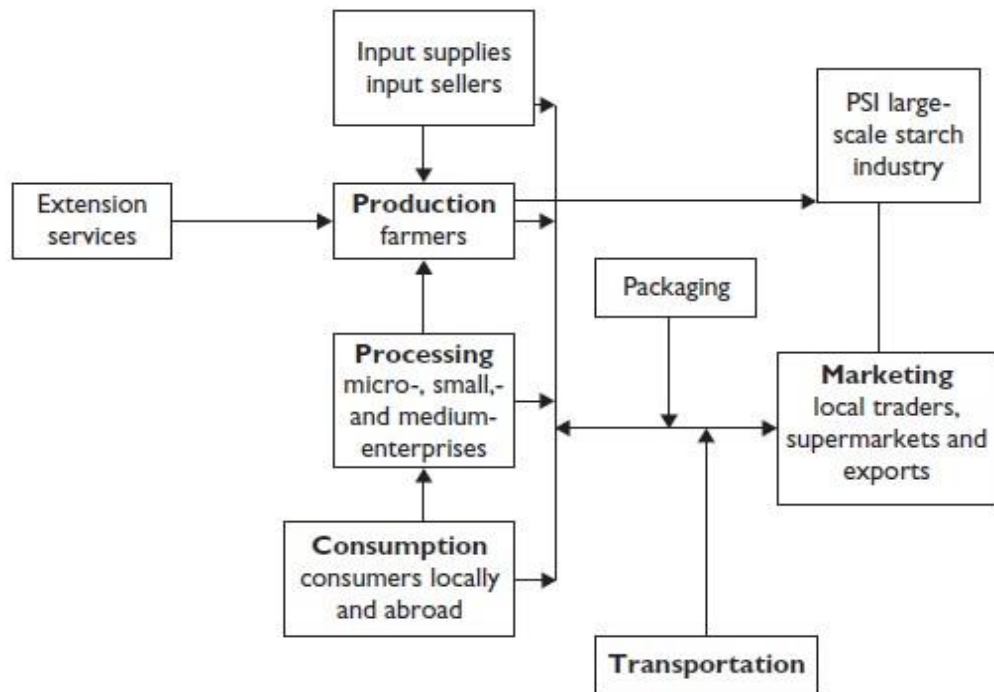 Input supplies
input sellers
PSI large-
scale starch
industry
Extension
services
Production
farmers
Packaging
Processing
micro-, small,-
and medium-
enterprises
Marketing
local traders,
supermarkets and
exports
Consumption
consumers locally
and abroad
Transportation